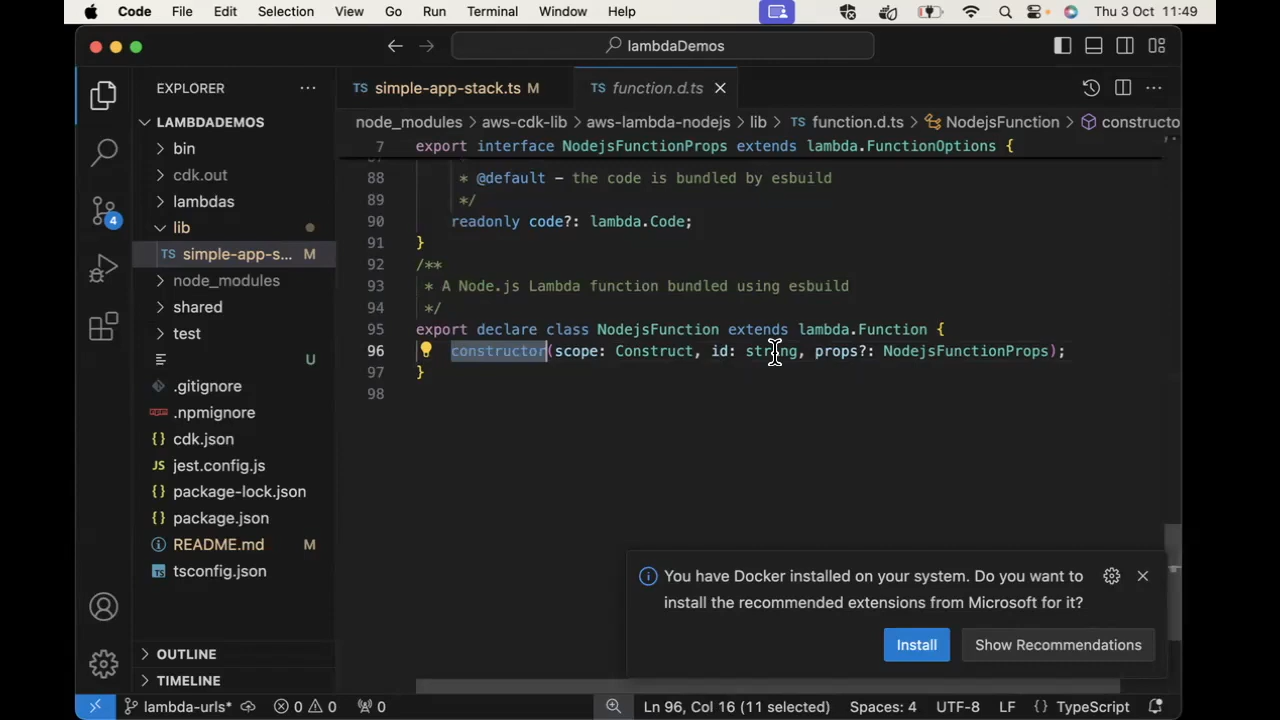 Code File Edit Selection View Go Run Terminal Window Help Thu 3 Oct 11:49
lambdaDemos
EXPLORER
TS simple-app-stack.ts M
TS function.d.ts
node_modules > aws-cdk-lib > aws-lambda-nodejs > lib > TS function.d.ts > NodejsFunction > constructo
LAMBDADEMOS
bin
cdk.out
lambdas
lib
TS simple-app-s... M
node_modules
shared
test
U
.gitignore
.npmignore
{} cdk.json
JS jest.config.js
{} package-lock.json
{} package.json
README.md M
TS tsconfig.json
OUTLINE
TIMELINE
4
7 export interface NodejsFunctionProps extends lambda.FunctionOptions {
88 * @default – the code is bundled by esbuild
89 */
90 readonly code?: lambda.Code;
91 }
92 /**
93 * A Node.js Lambda function bundled using esbuild
94 */
95 export declare class NodejsFunction extends lambda.Function {
96 constructor(scope: Construct, id: string, props?: NodejsFunctionProps);
97 }
98
You have Docker installed on your system. Do you want to
install the recommended extensions from Microsoft for it?
Install
Show Recommendations
lambda-urls* 0 0 0 Ln 96, Col 16 (11 selected) Spaces: 4 UTF-8 LF {} TypeScript